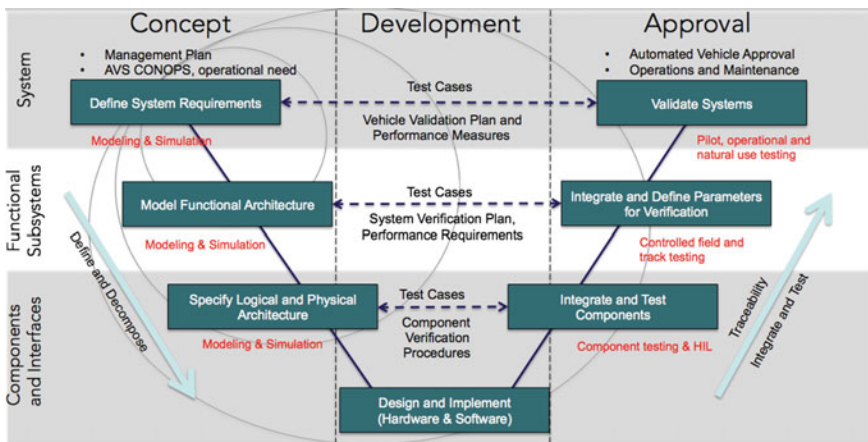 Concept
Development
Approval
System
• Management Plan
• AVS CONOPS, operational need
Define System Requirements
Modeling & Simulation
Test Cases
Vehicle Validation Plan and
Performance Measures
• Automated Vehicle Approval
• Operations and Maintenance
Validate Systems
Pilot, operational and
natural use testing
Functional
Subsystems
Model Functional Architecture
Modeling & Simulation
Test Cases
System Verification Plan,
Performance Requirements
Integrate and Define Parameters
for Verification
Controlled field and
track testing
Define and Decompose
Components
and Interfaces
Specify Logical and Physical
Architecture
Modeling & Simulation
Test Cases
Component
Verification
Procedures
Integrate and Test
Components
Component testing & HIL
Traceability
Integrate and Test
Design and Implement
(Hardware & Software)